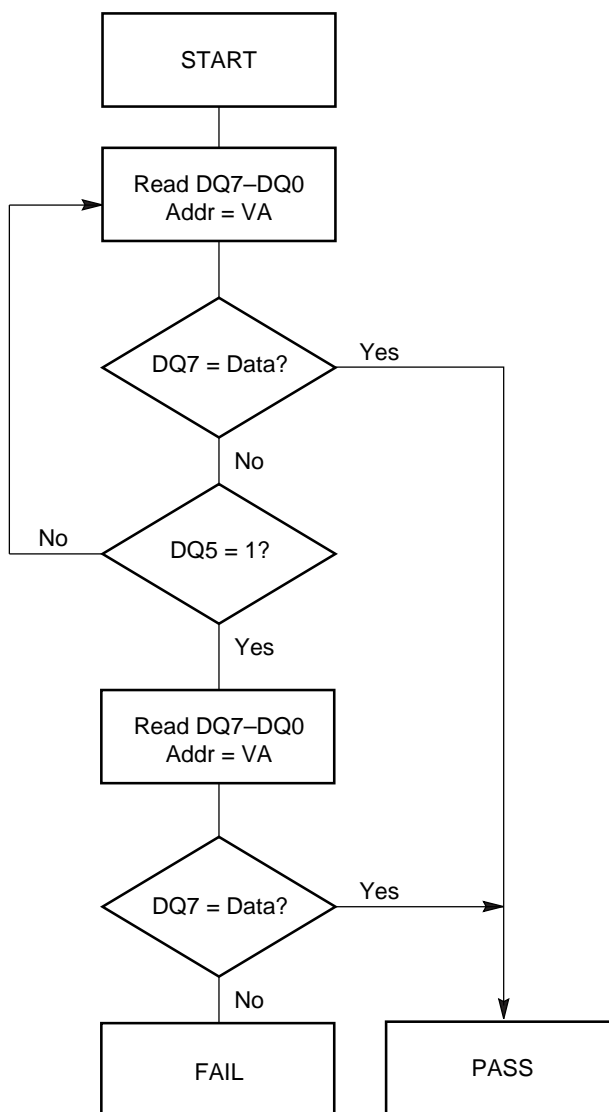 START
Read DQ7–DQ0
Addr = VA
DQ7 = Data?
Yes
No
No
DQ5 = 1?
Yes
Read DQ7–DQ0
Addr = VA
DQ7 = Data?
Yes
No
FAIL
PASS